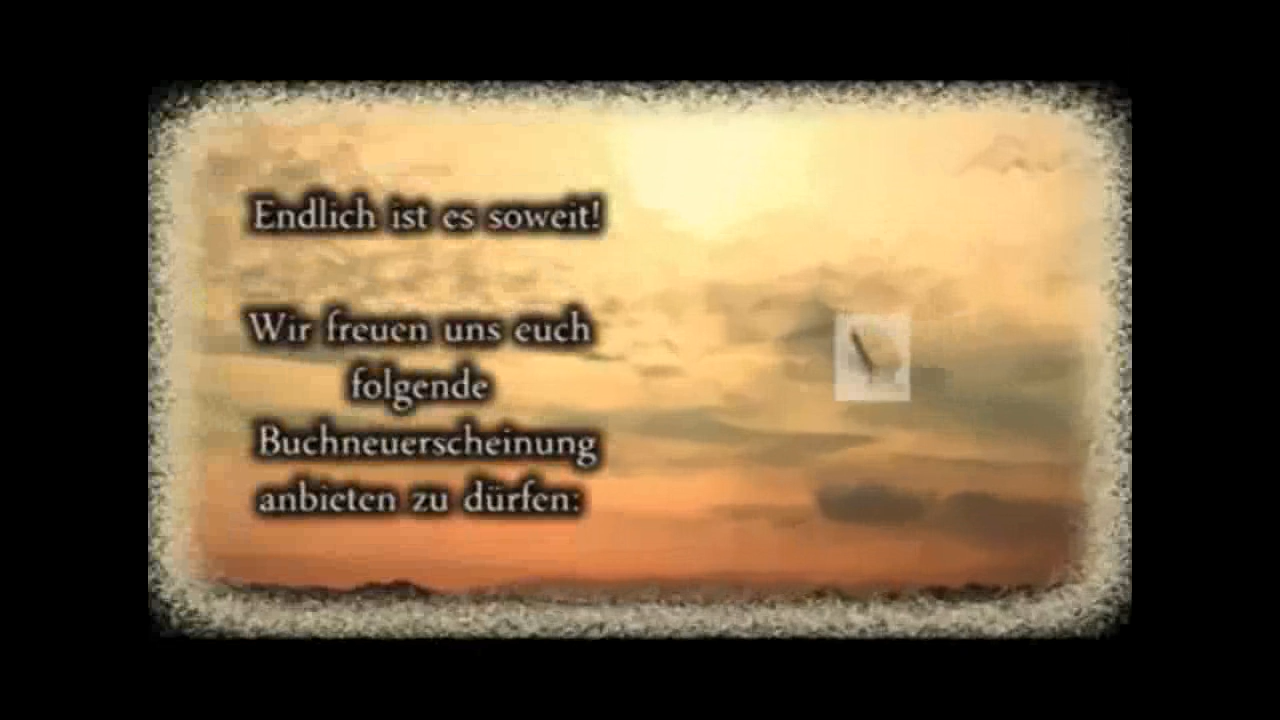 Endlich ist es soweit!
Wir freuen uns euch
folgende
Buchneuerscheinung
anbieten zu dürfen: